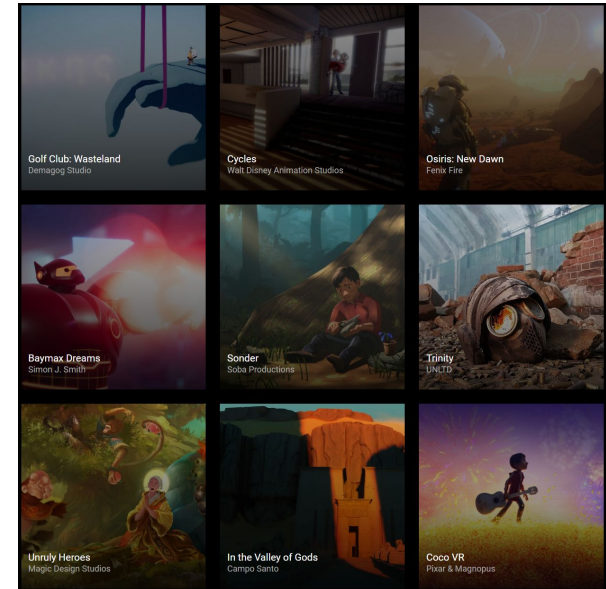 Golf Club: Wasteland
Demagog Studio
Cycles
Walt Disney Animation Studios
Osiris: New Dawn
Fenix Fire
Baymax Dreams
Simon J. Smith
Sonder
Soba Productions
Trinity
UNLTD
Unruly Heroes
Magic Design Studios
In the Valley of Gods
Campo Santo
Coco VR
Pixar & Magnopus